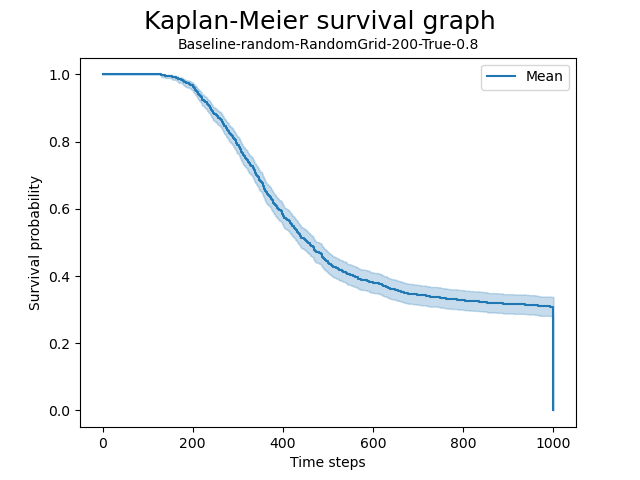 Kaplan-Meier survival graph
Baseline-random-RandomGrid-200-True-0.8
Mean
1.0
0.8
0.6
0.4
0.2
0.0
Survival probability
0 200 400 600 800 1000
Time steps